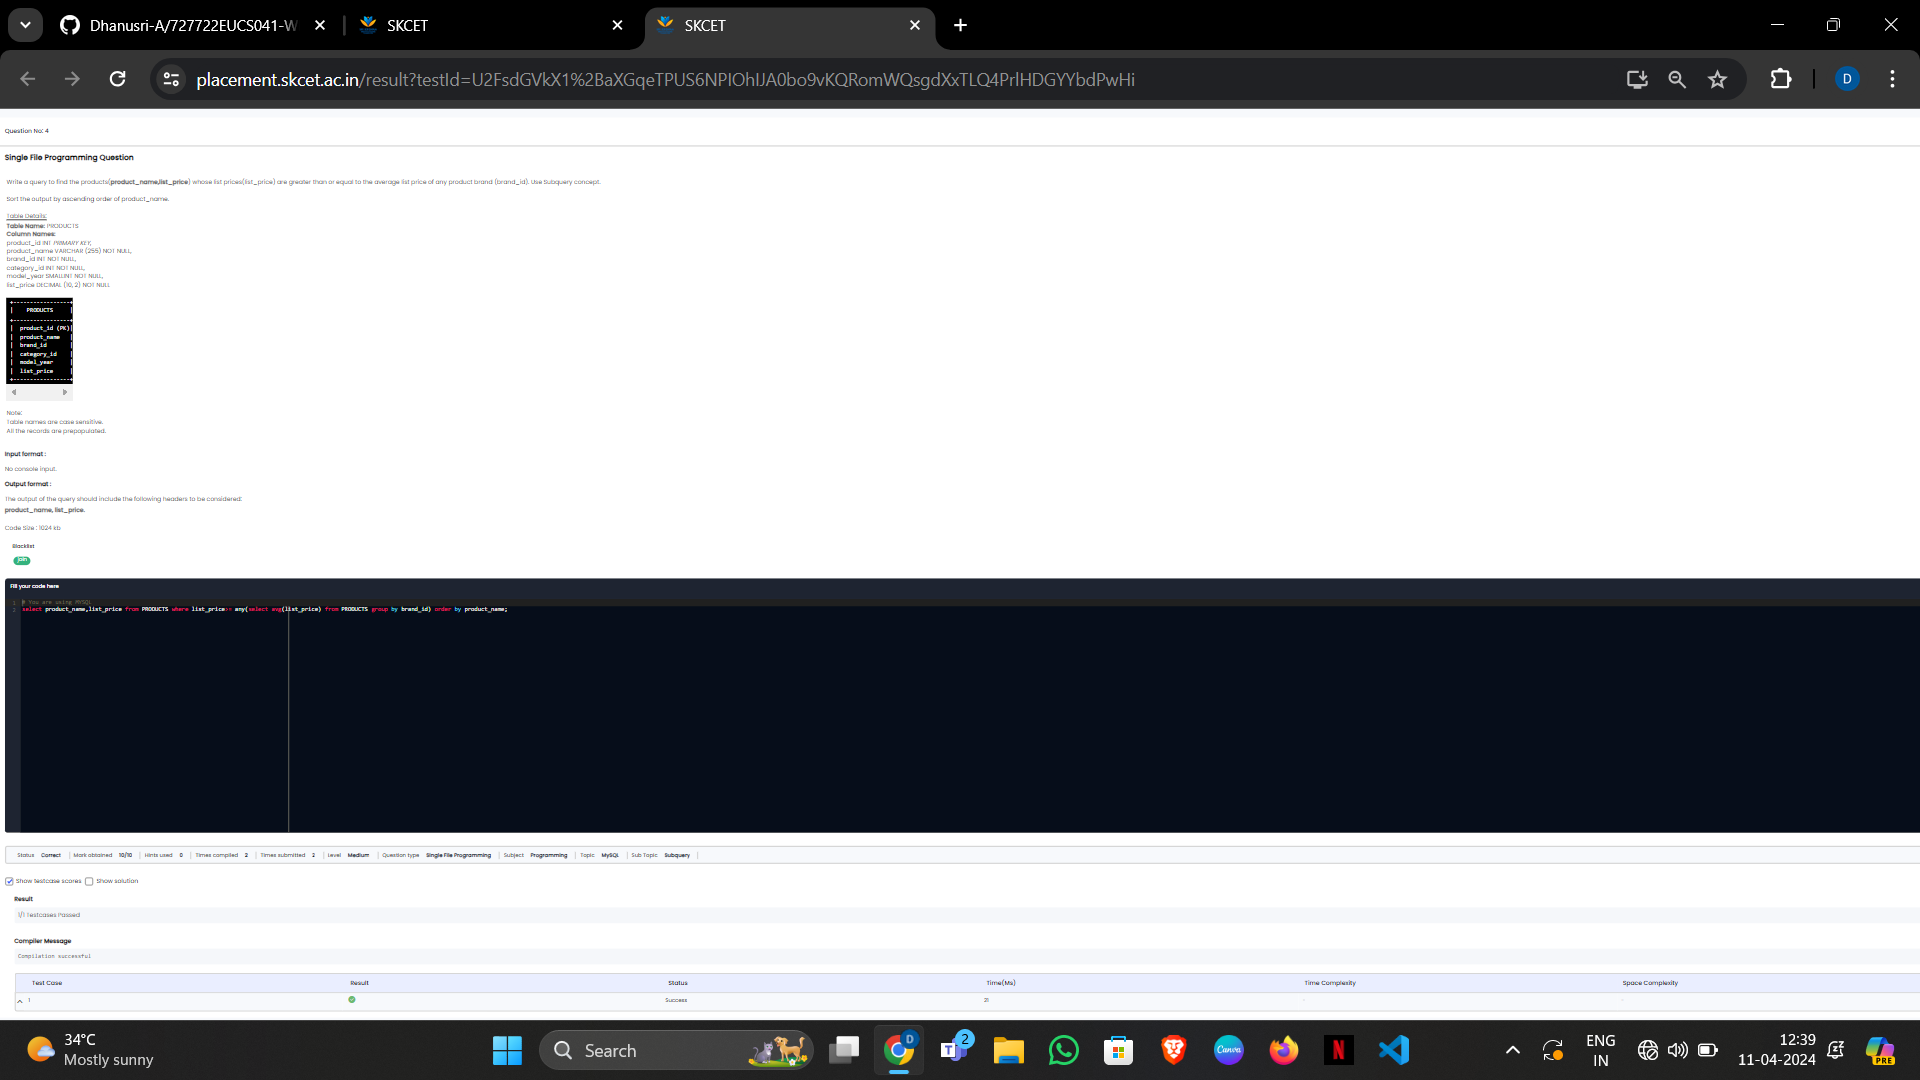 Dhanusri-A/727722EUCS041-W
SKCET
SKCET
placement.skcet.ac.in/result?testId=U2FsdGVkX1%2BaXGqeTPUS6NPIOhIJA0bo9vKQRomWQsgdXxTLQ4PrlHDGYYbdPwHi
D
Question No: 4
Single File Programming Question
Write a query to find the products(product_name,list_price) whose list prices(list_price) are greater than or equal to the average list price of any product brand (brand_id). Use Subquery concept.
Sort the output by ascending order of product_name.
Table Details:
Table Name: PRODUCTS
Column Names:
product_id INT PRIMARY KEY,
product_name VARCHAR (255) NOT NULL,
brand_id INT NOT NULL,
category_id INT NOT NULL,
model_year SMALLINT NOT NULL,
list_price DECIMAL (10, 2) NOT NULL
PRODUCTS
product_id (PK)
product_name
brand_id
category_id
model_year
list_price
Note:
Table names are case sensitive.
All the records are prepopulated.
Input format :
No console input.
Output format :
The output of the query should include the following headers to be considered:
product_name, list_price.
Code Size : 1024 kb
Blacklist
join
Fill your code here
1 # You are using MYSQL
2 select product_name,list_price from PRODUCTS where list_price>= any(select avg(list_price) from PRODUCTS group by brand_id) order by product_name;
Status Correct | Mark obtained 10/10 | Hints used 0 | Times compiled 2 | Times submitted 2 | Level Medium | Question type Single File Programming | Subject Programming | Topic MySQL | Sub Topic Subquery |
Show testcase scores Show solution
Result
1/1 Testcases Passed
Compiler Message
Compilation successful
Test Case Result Status Time(Ms) Time Complexity Space Complexity
1 Success 21 - -
34°C
Mostly sunny
Search
D
2
T
Canva
N
ENG
IN
12:39
11-04-2024
PRE